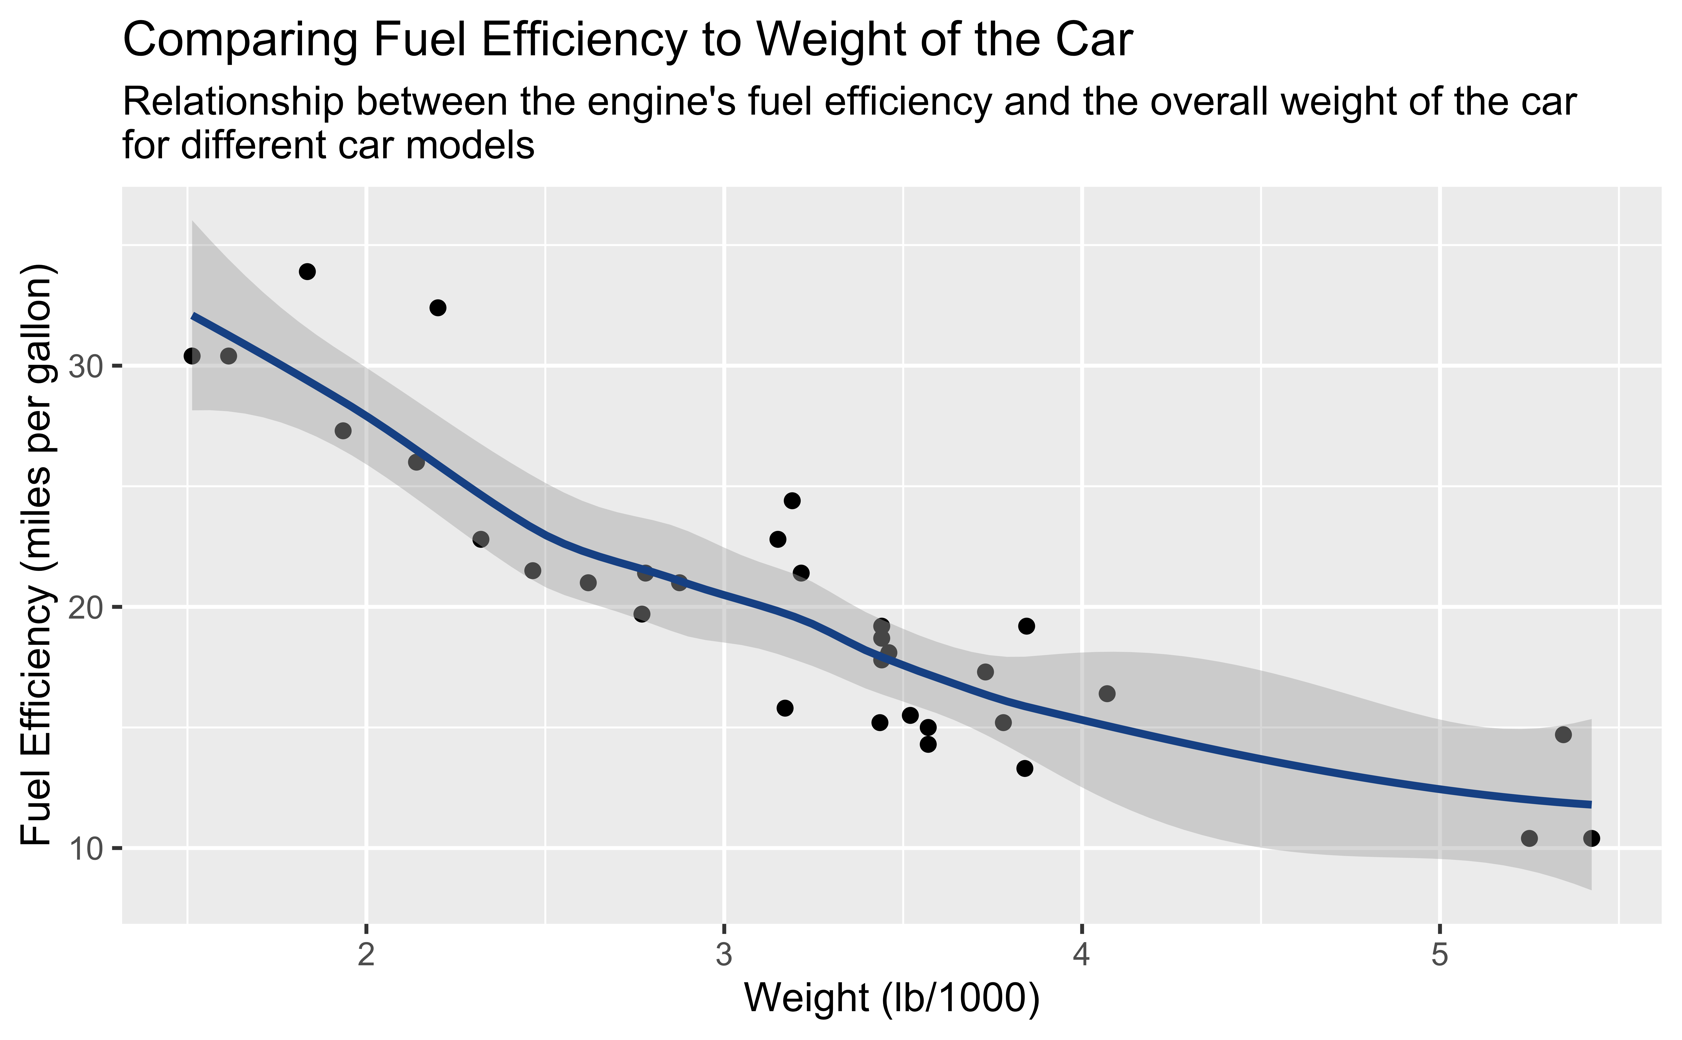 Comparing Fuel Efficiency to Weight of the Car
Relationship between the engine's fuel efficiency and the overall weight of the car
for different car models
Fuel Efficiency (miles per gallon)
30
20
10
2
3
4
5
Weight (lb/1000)